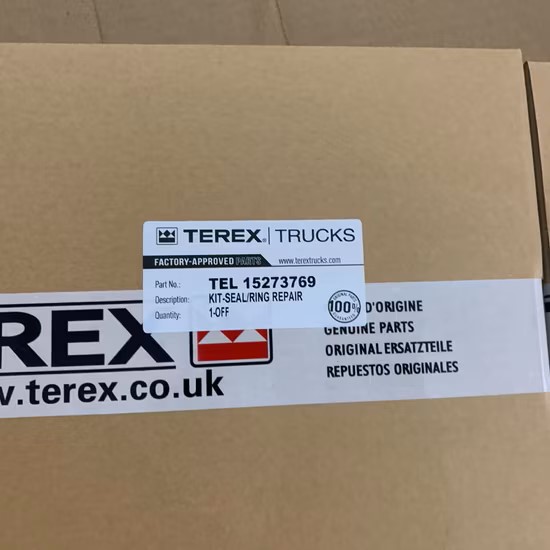 TEREX® | TRUCKS
FACTORY-APPROVED PARTS www.terextrucks.com
Part No.: TEL 15273769
Description: KIT-SEAL/RING REPAIR
Quantity: 1-OFF
100%
REX
v.terex.co.uk
D'ORIGINE
GENUINE PARTS
ORIGINAL ERSATZTEILE
REPUESTOS ORIGINALES